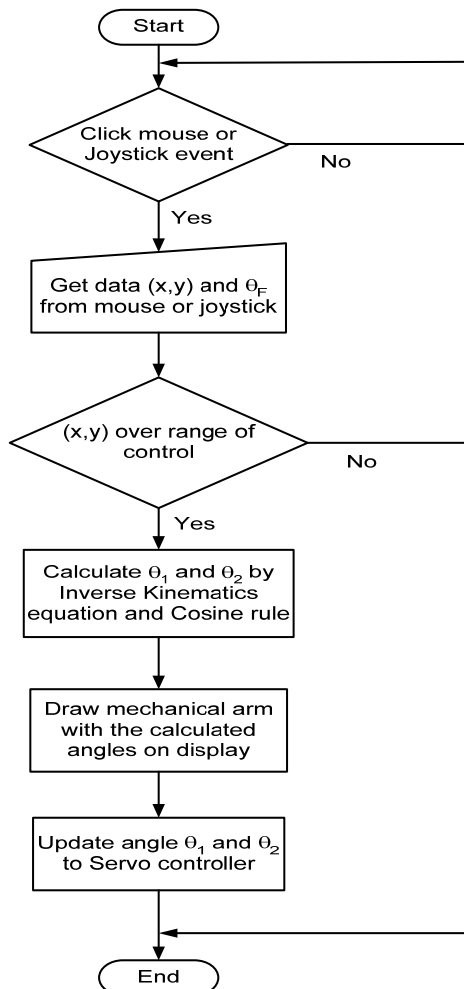 Start
Click mouse or
Joystick event
No
Yes
Get data (x,y) and θF
from mouse or joystick
(x,y) over range of
control
No
Yes
Calculate θ1 and θ2 by
Inverse Kinematics
equation and Cosine rule
Draw mechanical arm
with the calculated
angles on display
Update angle θ1 and θ2
to Servo controller
End